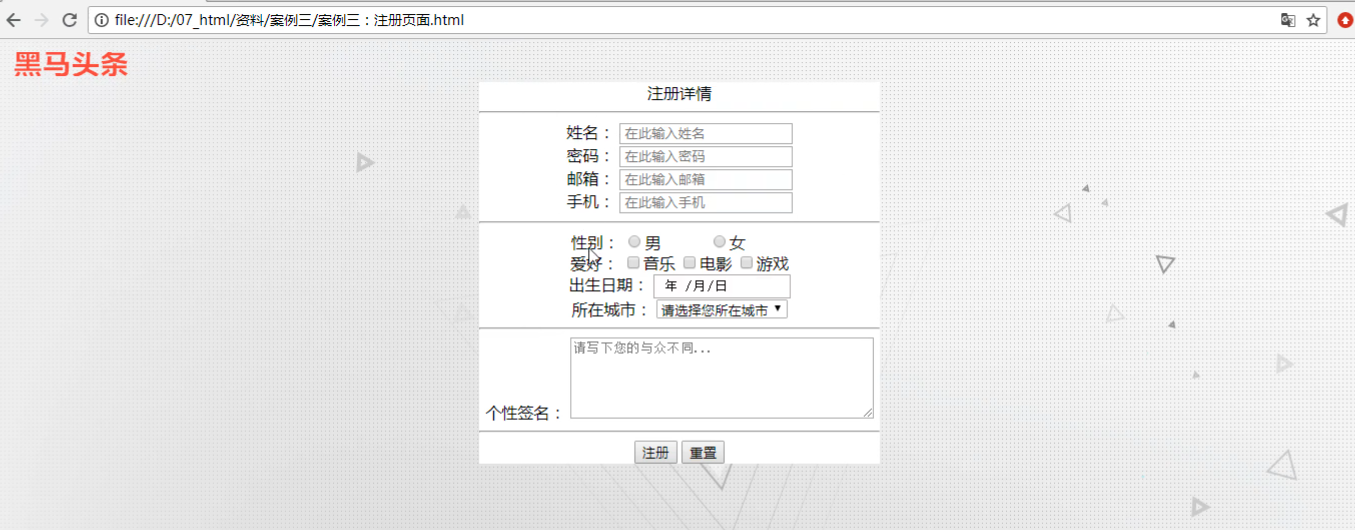 file:///D:/07_html/资料/案例三/案例三：注册页面.html
黑马头条
注册详情
姓名： 在此输入姓名
密码： 在此输入密码
邮箱： 在此输入邮箱
手机： 在此输入手机
性别： 男 女
爱好： 音乐 电影 游戏
出生日期： 年 /月/日
所在城市： 请选择您所在城市
请写下您的与众不同...
个性签名：
注册 重置